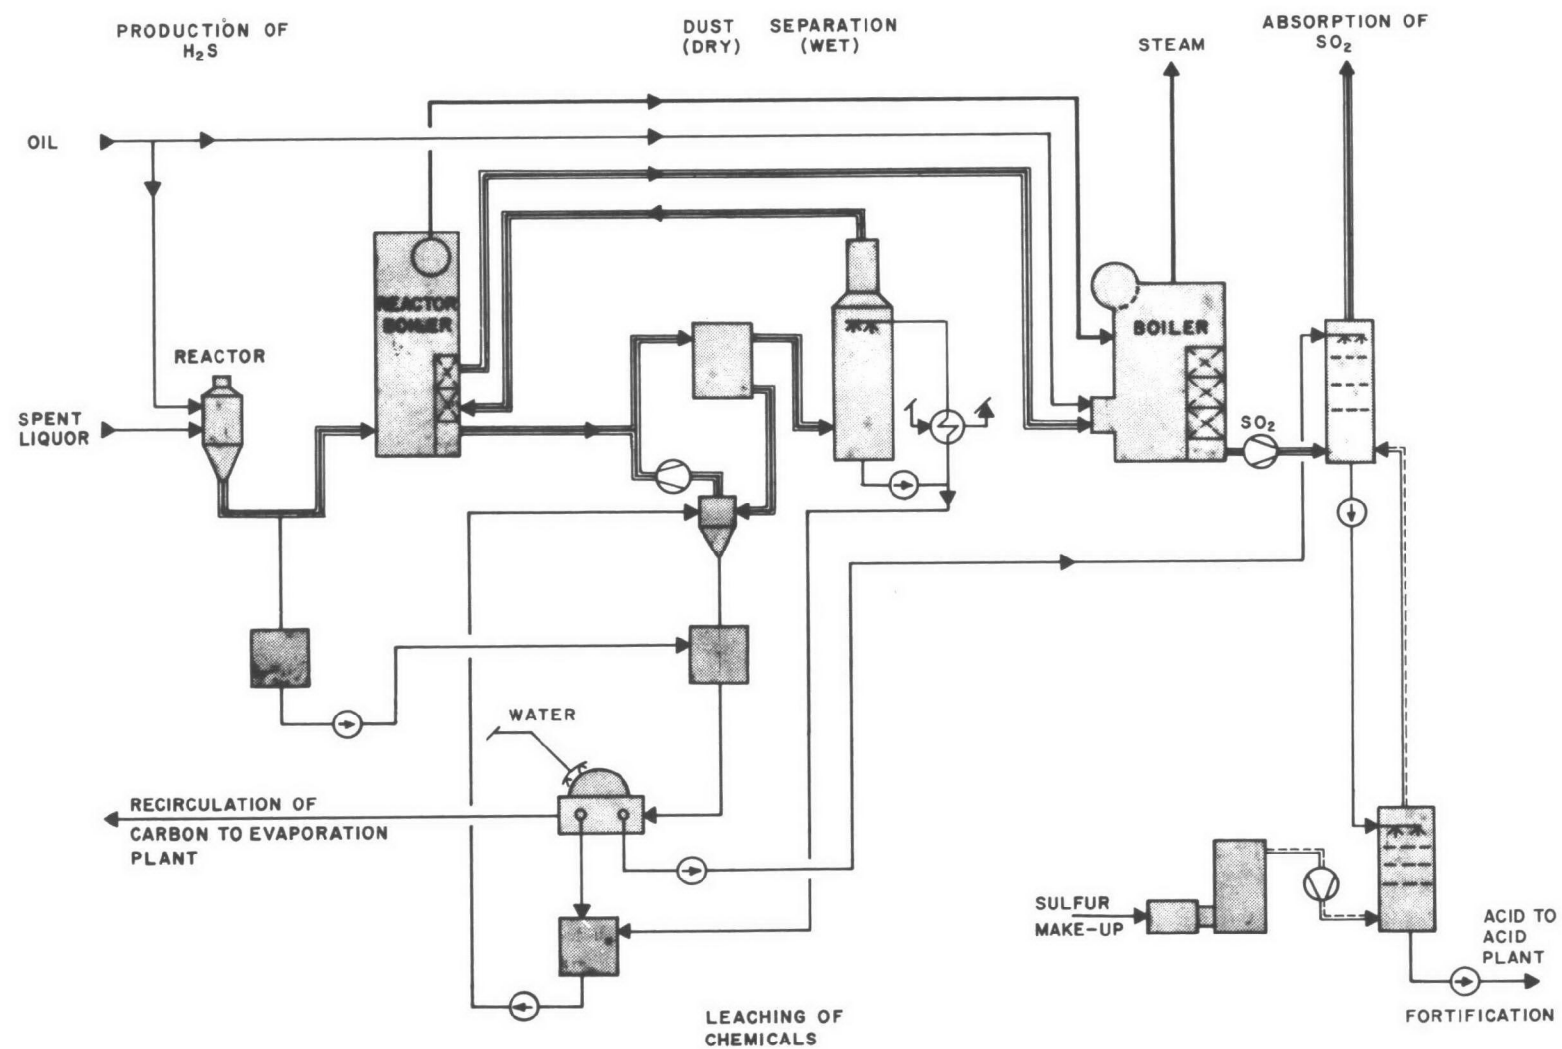 PRODUCTION OF
H₂S
DUST SEPARATION
(DRY) (WET)
STEAM
ABSORPTION OF
SO₂
OIL
REACTOR
BOILER
BOILER
REACTOR
SPENT
LIQUOR
SO₂
WATER
RECIRCULATION OF
CARBON TO EVAPORATION
PLANT
SULFUR
MAKE-UP
ACID TO
ACID
PLANT
FORTIFICATION
LEACHING OF
CHEMICALS